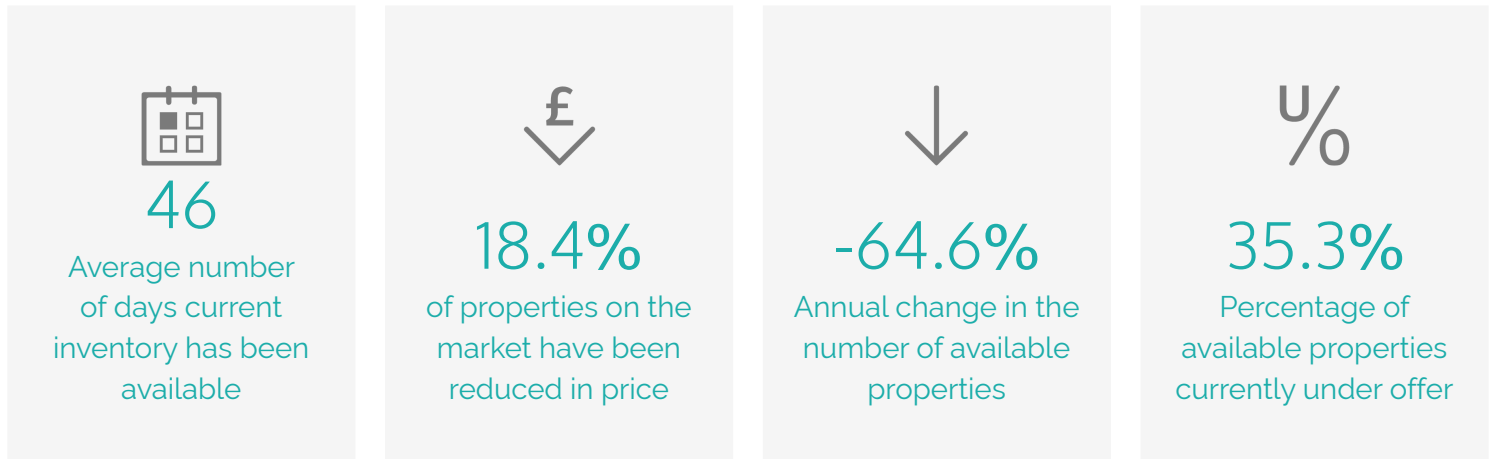 46
Average number
of days current
inventory has been
available
£
18.4%
of properties on the
market have been
reduced in price
-64.6%
Annual change in the
number of available
properties
U%
35.3%
Percentage of
available properties
currently under offer